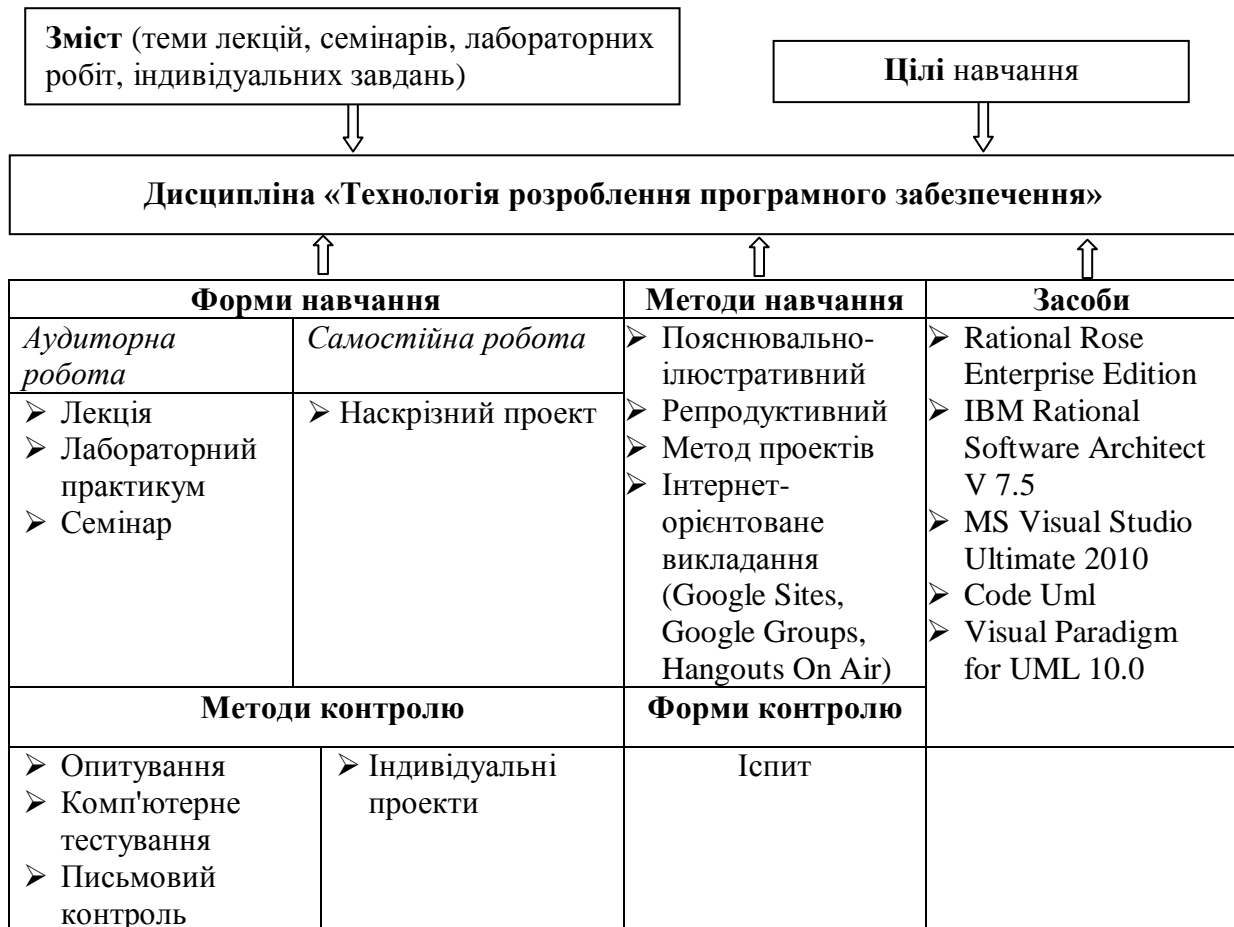 Зміст (теми лекцій, семінарів, лабораторних
робіт, індивідуальних завдань)
Цілі навчання
Дисципліна «Технологія розроблення програмного забезпечення»
Форми навчання
Методи навчання
Засоби
Аудиторна
робота
Самостійна робота
➢ Лекція
➢ Лабораторний
практикум
➢ Семінар
➢ Наскрізний проект
➢ Пояснювально-
ілюстративний
➢ Репродуктивний
➢ Метод проектів
➢ Інтернет-
орієнтоване
викладання
(Google Sites,
Google Groups,
Hangouts On Air)
➢ Rational Rose
Enterprise Edition
➢ IBM Rational
Software Architect
V 7.5
➢ MS Visual Studio
Ultimate 2010
➢ Code Uml
➢ Visual Paradigm
for UML 10.0
Методи контролю
Форми контролю
➢ Опитування
➢ Комп'ютерне
тестування
➢ Письмовий
контроль
➢ Індивідуальні
проекти
Іспит